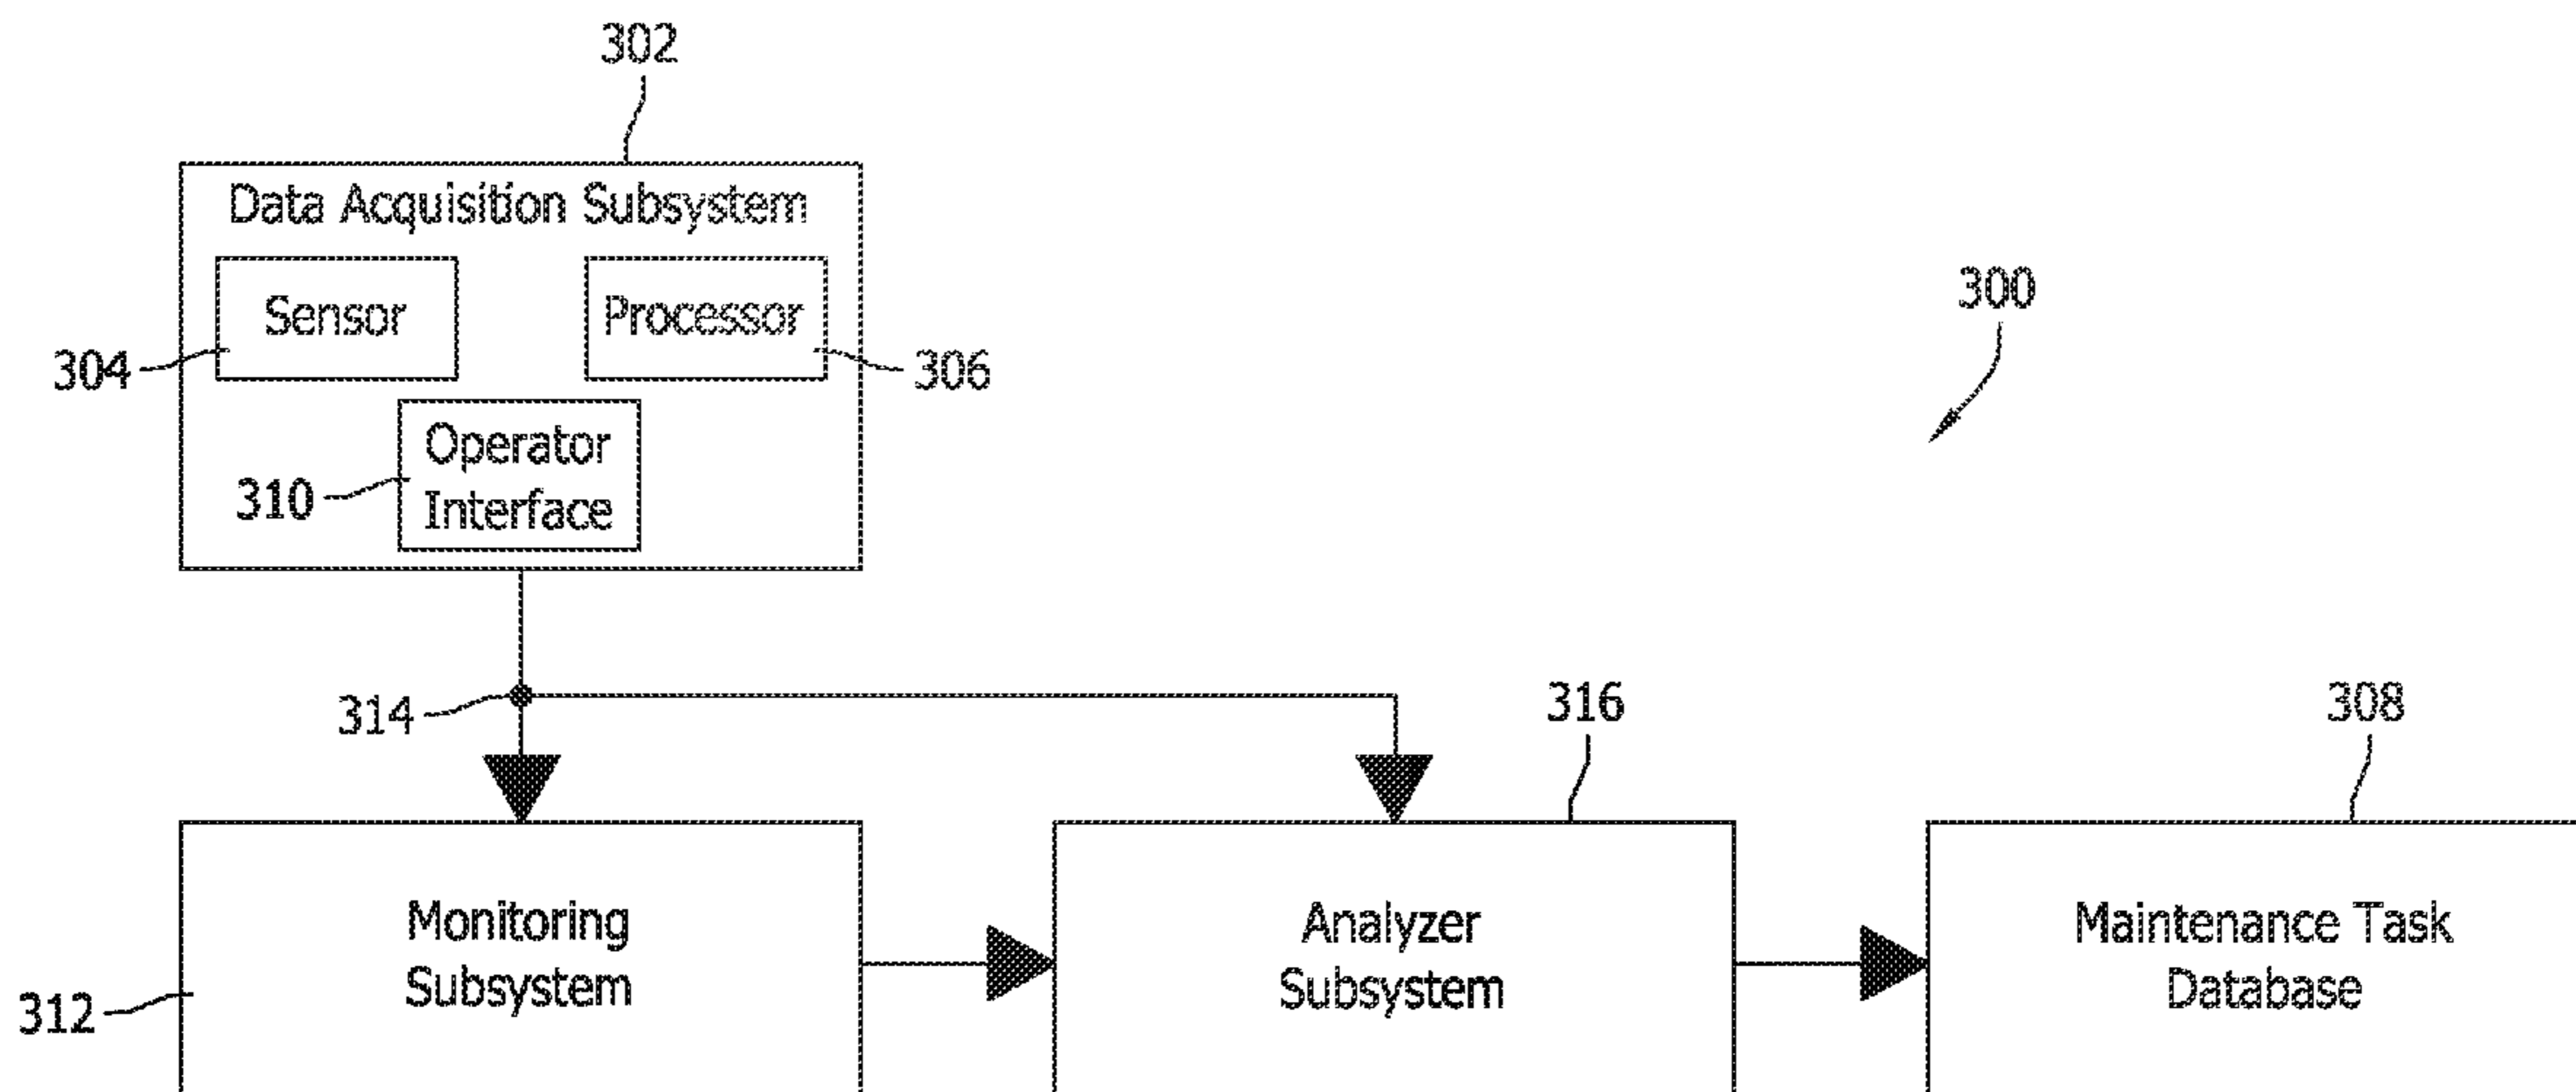 302
Data Acquisition Subsystem
Sensor
Processor
300
304
306
Operator
Interface
310
314
316
308
Monitoring
Subsystem
Analyzer
Subsystem
Maintenance Task
Database
312